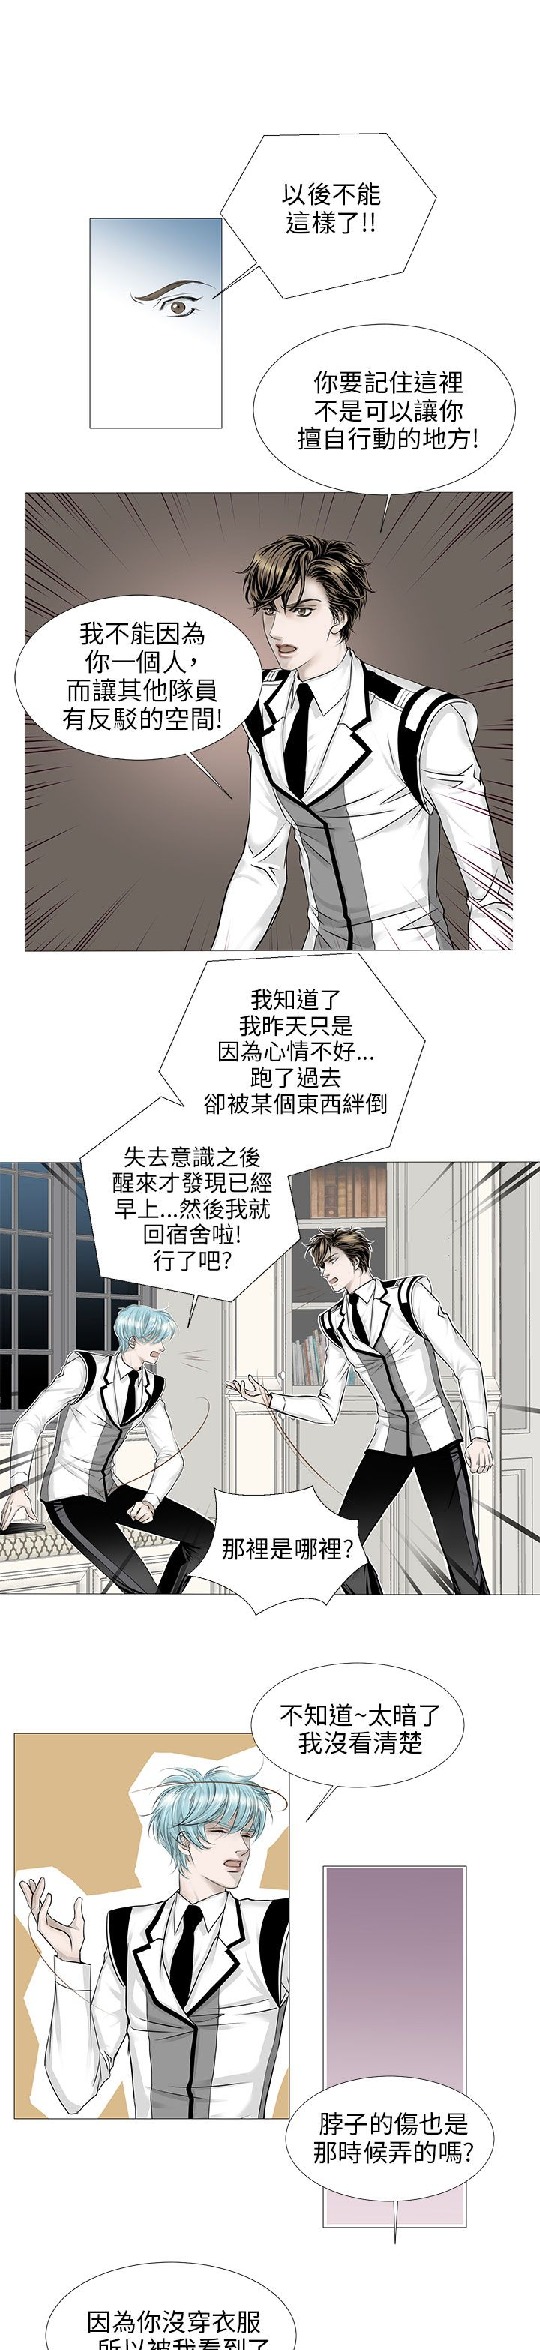 以後不能
這樣了!!
你要記住這裡
不是可以讓你
擅自行動的地方!
我不能因為
你一個人,
而讓其他隊員
有反駁的空間!
我知道了
我昨天只是
因為心情不好...
跑了過去
卻被某個東西絆倒
失去意識之後
醒來才發現已經
早上...然後我就
回宿舍啦!
行了吧?
那裡是哪裡?
不知道~太暗了
我沒看清楚
脖子的傷也是
那時候弄的嗎?
因為你沒穿衣服
所以被我看到了